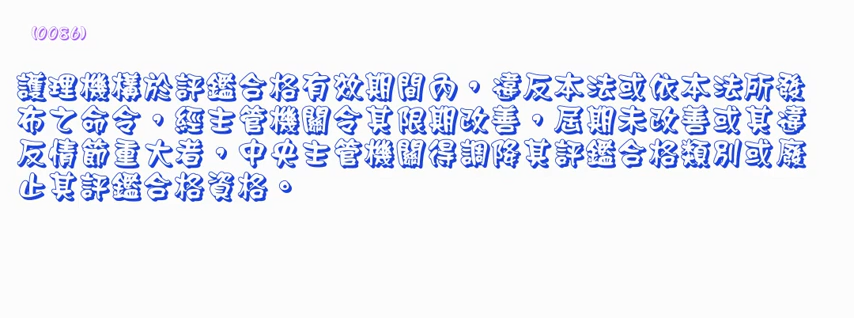 (0086)
護理機構於評鑑合格有效期間內，違反本法或依本法所發
布之命令，經主管機關令其限期改善，屆期未改善或其違
反情節重大者，中央主管機關得調降其評鑑合格類別或廢
止其評鑑合格資格。